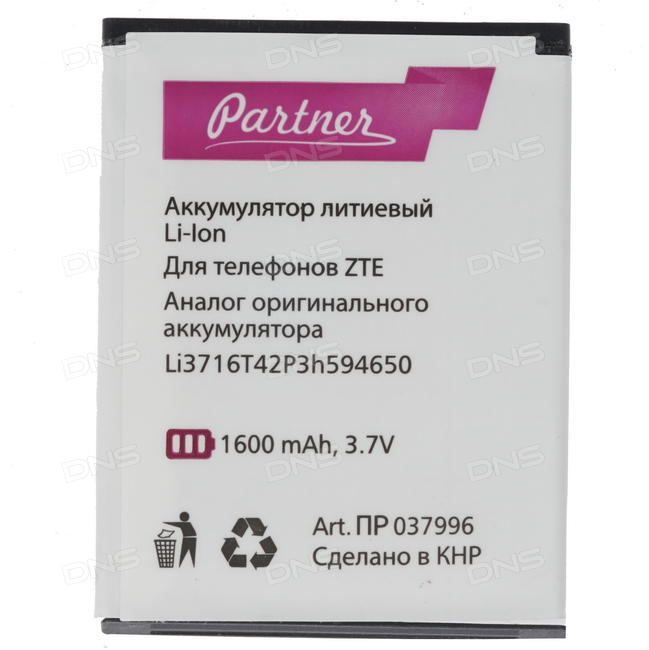 Partner
Аккумулятор литиевый
Li-Ion
Для телефонов ZTE
Аналог оригинального
аккумулятора
Li3716T42P3h594650
1600 mAh, 3.7V
Art. ПР 037996
Сделано в КНР
DNS